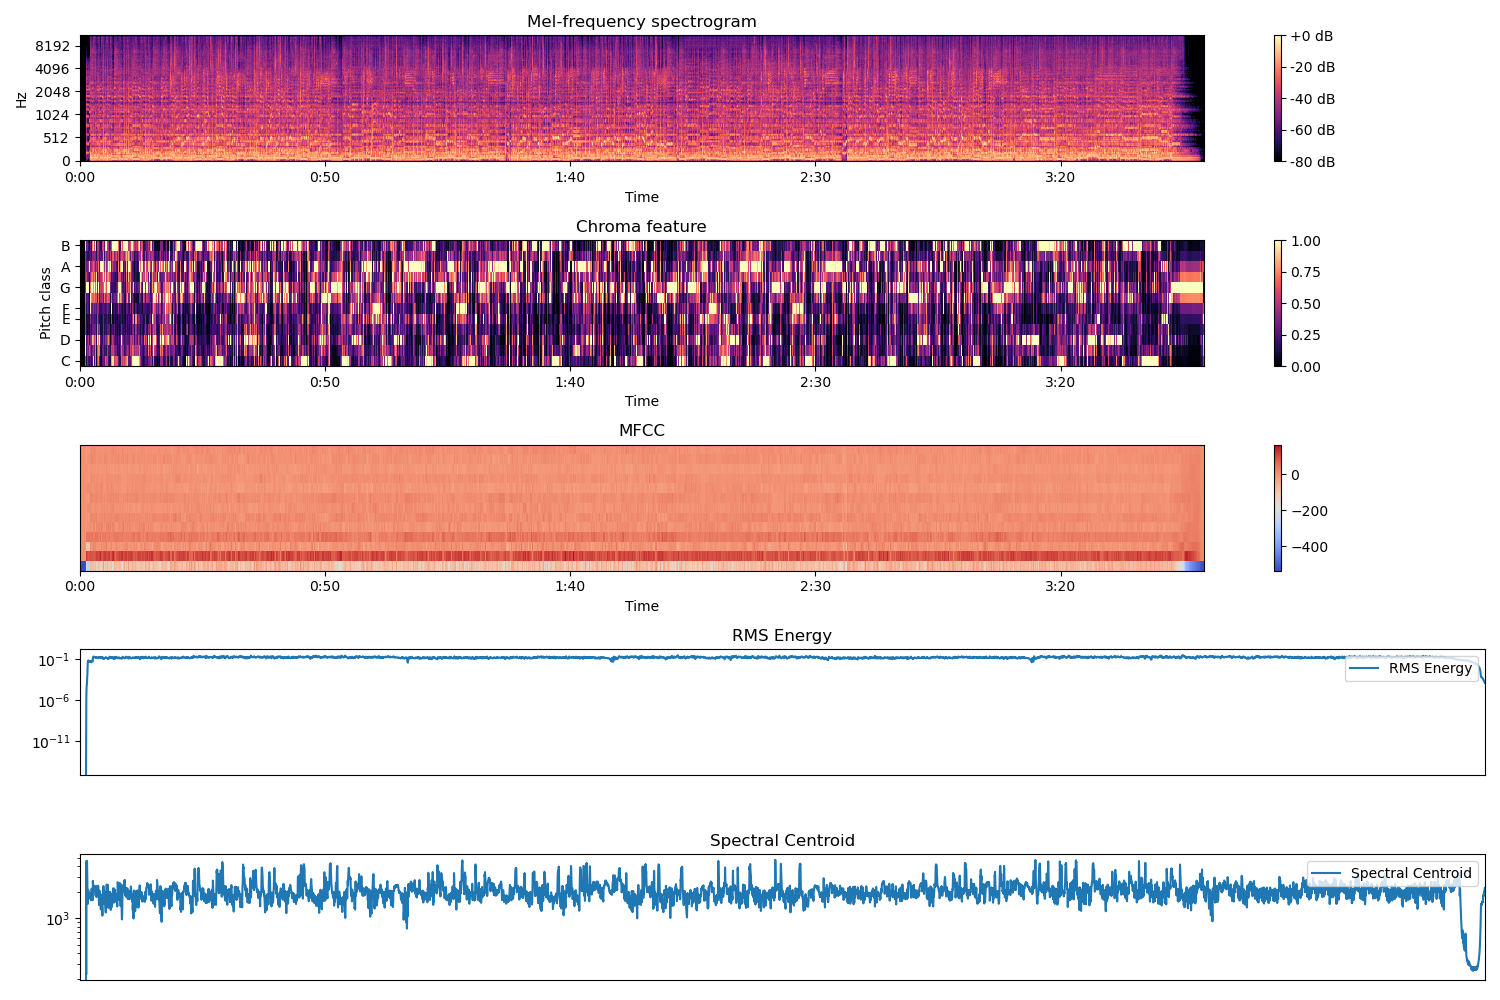 Mel-frequency spectrogram
8192
4096
2048
1024
512
0
Hz
0:00
0:50
1:40
2:30
3:20
Time
+0 dB
-20 dB
-40 dB
-60 dB
-80 dB
Chroma feature
B
A
G
F
E
D
C
Pitch class
0:00
0:50
1:40
2:30
3:20
Time
1.00
0.75
0.50
0.25
0.00
MFCC
0:00
0:50
1:40
2:30
3:20
Time
0
−200
−400
RMS Energy
10⁻¹
10⁻⁶
10⁻¹¹
RMS Energy
Spectral Centroid
10³
Spectral Centroid